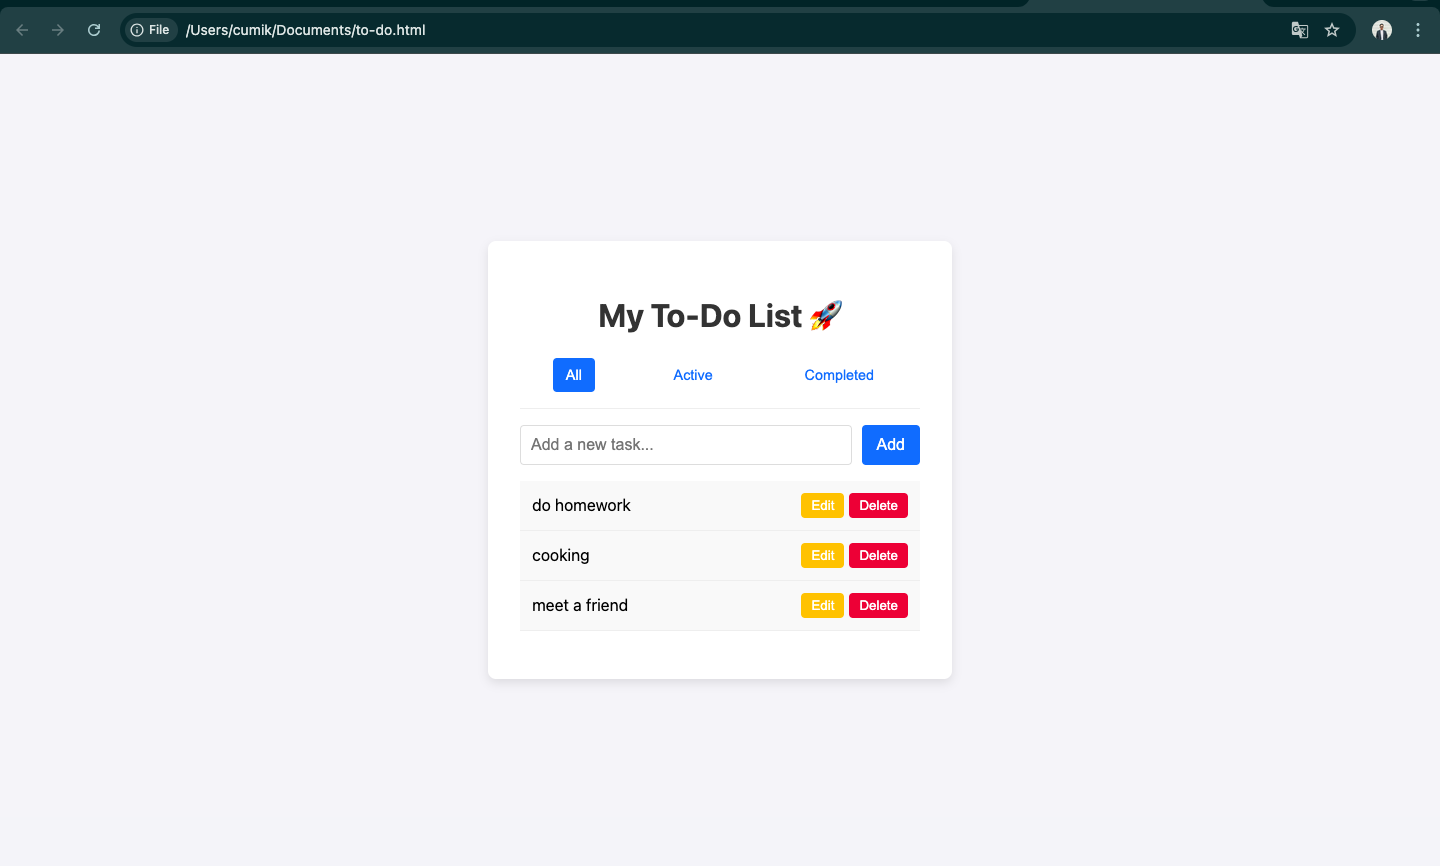 File /Users/cumik/Documents/to-do.html
My To-Do List 🚀
All Active Completed
Add a new task... Add
do homework Edit Delete
cooking Edit Delete
meet a friend Edit Delete